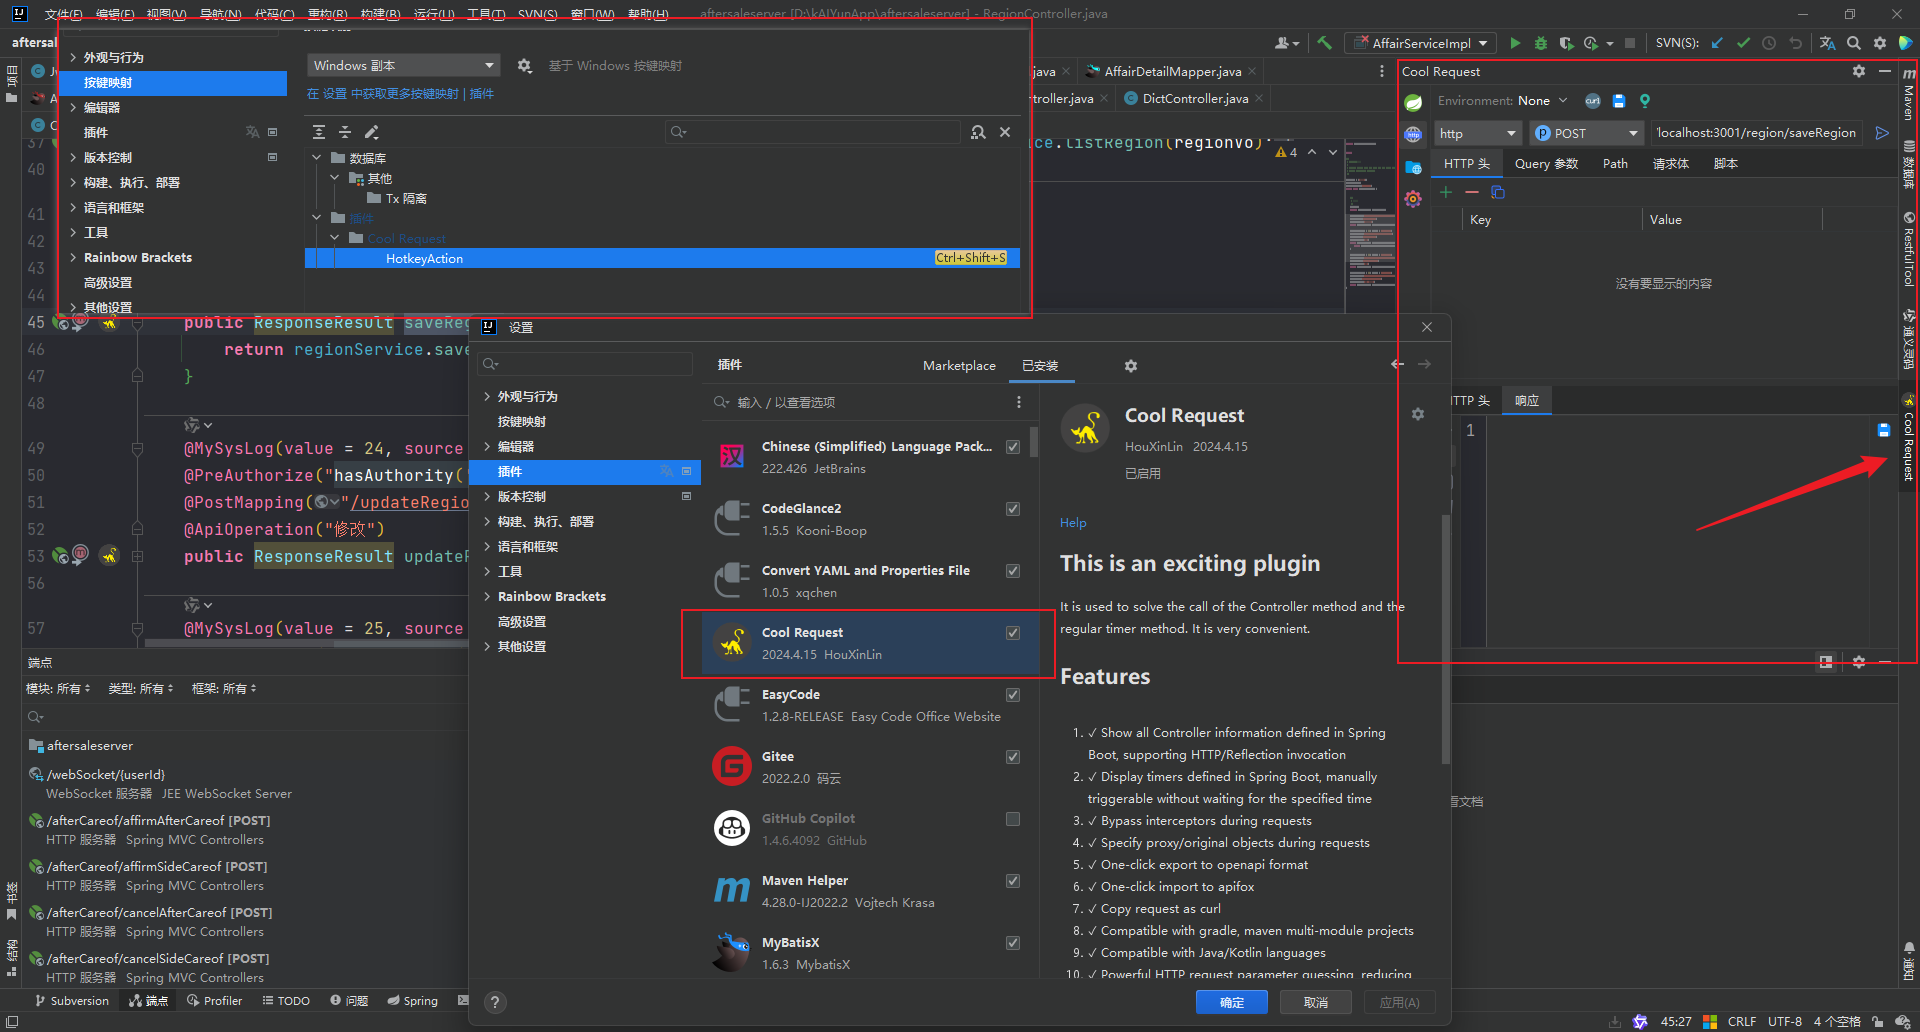 文件(F) 编辑(E) 视图(V) 导航(N) 代码(C) 重构(R) 构建(B) 运行(U) 工具(T) SVN(S) 窗口(W) 帮助(H) aftersaleserver [D:\kAIYunApp\aftersaleserver] - RegionController.java
aftersal
AffairServiceImpl
SVN(S):
外观与行为
按键映射
编辑器
插件
版本控制
构建、执行、部署
语言和框架
工具
Rainbow Brackets
高级设置
其他设置
Windows 副本
基于 Windows 按键映射
在 设置 中获取更多按键映射 | 插件
数据库
其他
Tx 隔离
插件
Cool Request
HotkeyAction Ctrl+Shift+S
java
AffairDetailMapper.java
troller.java
DictController.java
ce.listRegion(regionVo)
4
Cool Request
Environment: None
http
POST
'localhost:3001/region/saveRegion
HTTP 头 Query 参数 Path 请求体 脚本
Key Value
没有要显示的内容
TTP 头 响应
1
Maven
数据库
RestfulTool
通义灵码
Cool Request
通知
项目
书签
结构
37
40
41
42
43
44
45 public ResponseResult saveReg
46 return regionService.save
47 }
48
49 @MySysLog(value = 24, source
50 @PreAuthorize("hasAuthority('
51 @PostMapping("/updateRegio
52 @ApiOperation("修改")
53 public ResponseResult updateR
56
57 @MySysLog(value = 25, source
端点
模块: 所有 类型: 所有 框架: 所有
aftersaleserver
/webSocket/{userId}
WebSocket 服务器 JEE WebSocket Server
/afterCareof/affirmAfterCareof [POST]
HTTP 服务器 Spring MVC Controllers
/afterCareof/affirmSideCareof [POST]
HTTP 服务器 Spring MVC Controllers
/afterCareof/cancelAfterCareof [POST]
HTTP 服务器 Spring MVC Controllers
/afterCareof/cancelSideCareof [POST]
HTTP 服务器 Spring MVC Controllers
设置
外观与行为
按键映射
编辑器
插件
版本控制
构建、执行、部署
语言和框架
工具
Rainbow Brackets
高级设置
其他设置
插件 Marketplace 已安装
输入 / 以查看选项
Chinese (Simplified) Language Pack...
222.426 JetBrains
CodeGlance2
1.5.5 Kooni-Boop
Convert YAML and Properties File
1.0.5 xqchen
Cool Request
2024.4.15 HouXinLin
EasyCode
1.2.8-RELEASE Easy Code Office Website
Gitee
2022.2.0 码云
GitHub Copilot
1.4.6.4092 GitHub
Maven Helper
4.28.0-IJ2022.2 Vojtech Krasa
MyBatisX
1.6.3 MybatisX
Cool Request
HouXinLin 2024.4.15
已启用
Help
This is an exciting plugin
It is used to solve the call of the Controller method and the
regular timer method. It is very convenient.
Features
1. ✓ Show all Controller information defined in Spring
Boot, supporting HTTP/Reflection invocation
2. ✓ Display timers defined in Spring Boot, manually
triggerable without waiting for the specified time
3. ✓ Bypass interceptors during requests
4. ✓ Specify proxy/original objects during requests
5. ✓ One-click export to openapi format
6. ✓ One-click import to apifox
7. ✓ Copy request as curl
8. ✓ Compatible with gradle, maven multi-module projects
9. ✓ Compatible with Java/Kotlin languages
10. ✓ Powerful HTTP request parameter guessing, reducing
看文档
确定 取消 应用(A)
Subversion 端点 Profiler TODO 问题 Spring
45:27 CRLF UTF-8 4 个空格